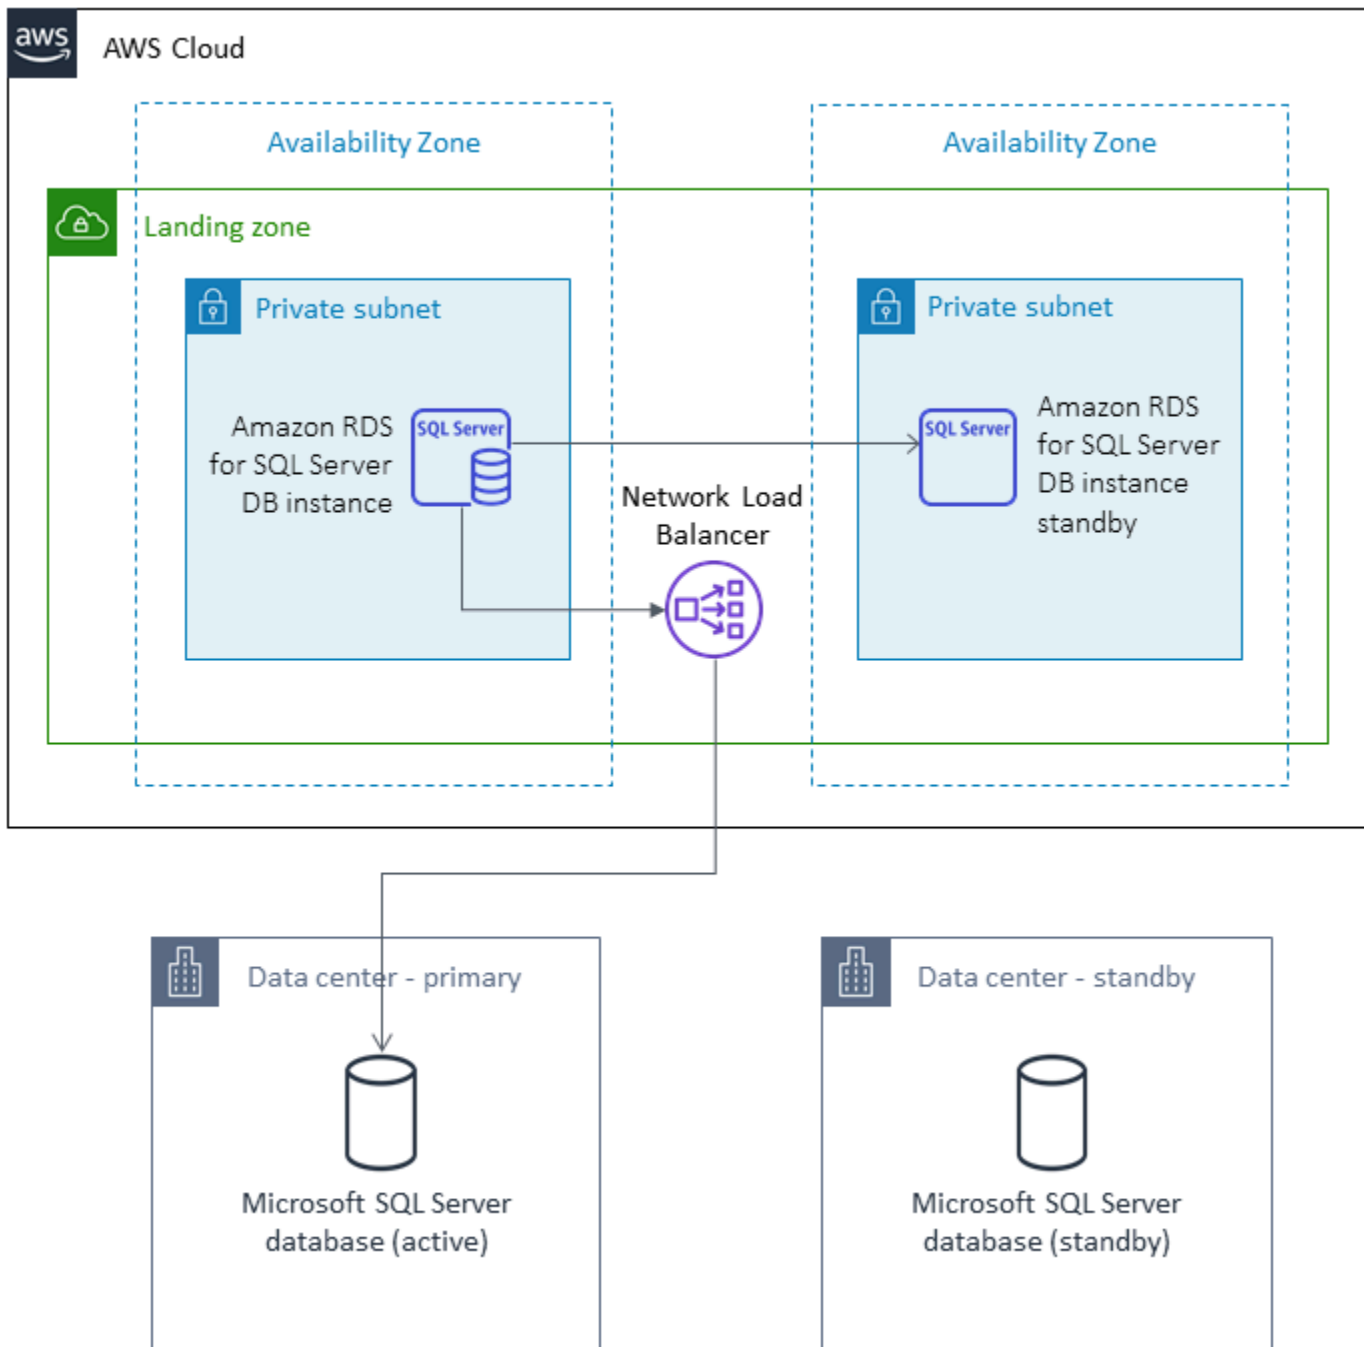 aws
AWS Cloud
Availability Zone
Availability Zone
Landing zone
Private subnet
Private subnet
Amazon RDS
for SQL Server
DB instance
SQL Server
SQL Server
Amazon RDS
for SQL Server
DB instance
standby
Network Load
Balancer
Data center - primary
Data center - standby
Microsoft SQL Server
database (active)
Microsoft SQL Server
database (standby)